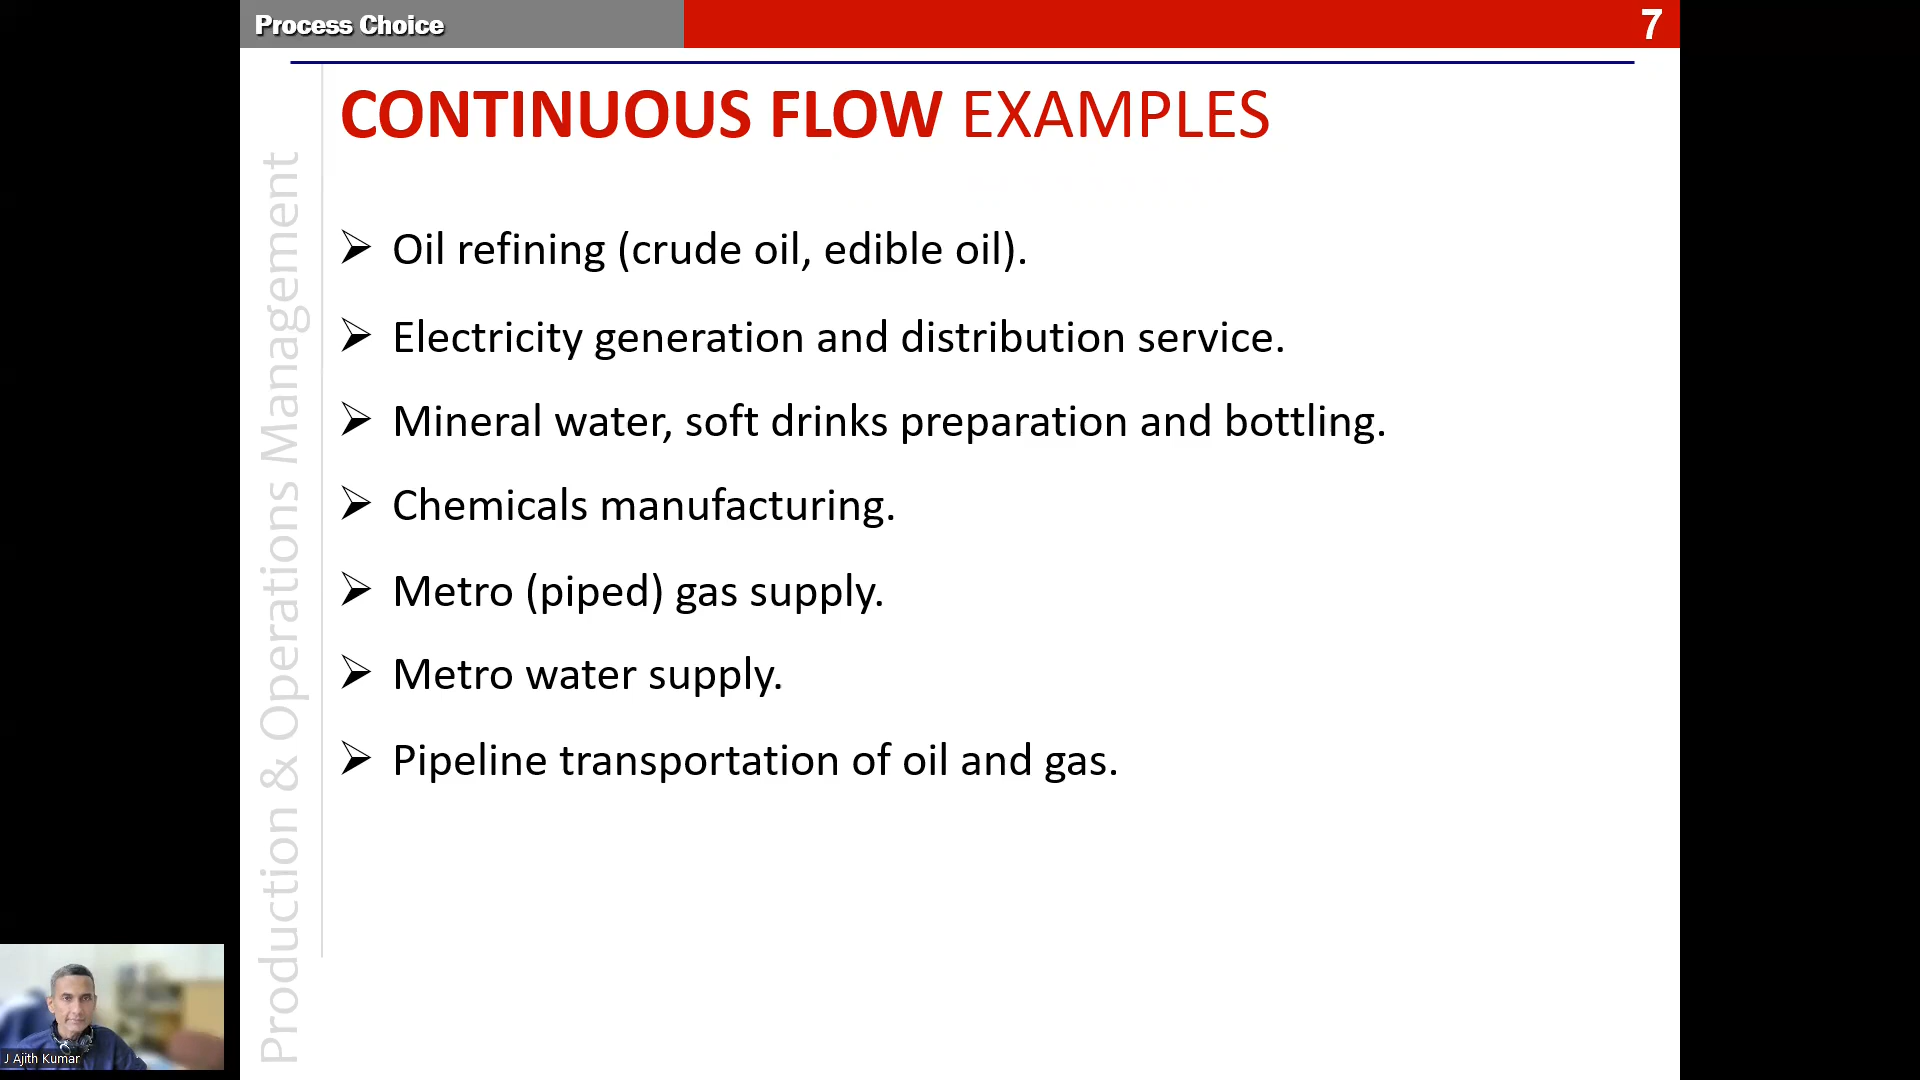 Process Choice
7
CONTINUOUS FLOW EXAMPLES
Production & Operations Management
➢ Oil refining (crude oil, edible oil).
➢ Electricity generation and distribution service.
➢ Mineral water, soft drinks preparation and bottling.
➢ Chemicals manufacturing.
➢ Metro (piped) gas supply.
➢ Metro water supply.
➢ Pipeline transportation of oil and gas.
J Ajith Kumar